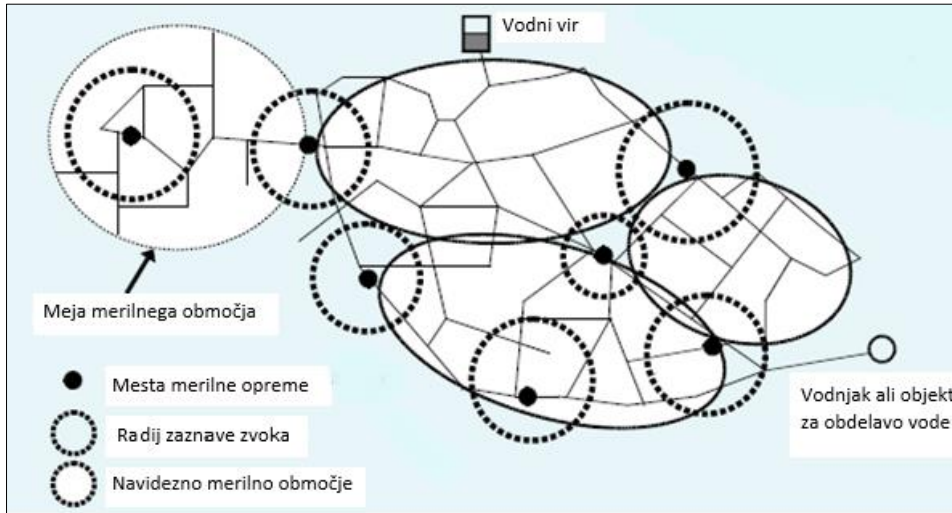 Vodni vir
Meja merilnega območja
Mesta merilne opreme
Vodnjak ali objekt
za obdelavo vode
Radij zaznave zvoka
Navidezno merilno območje